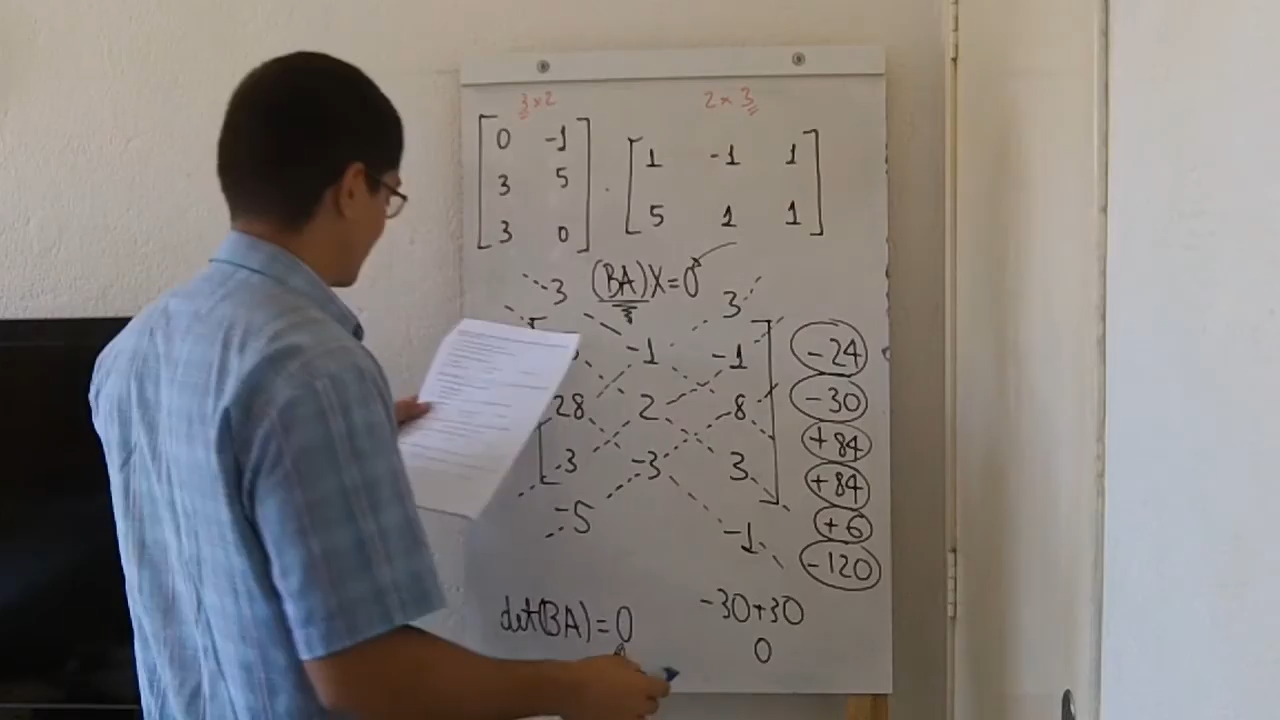 3×2 2×3
0 -1 1 -1 1
3 5 .
3 0 5 1 1
(BA)X=0
3 3
-1 -1 -24
28 2 8 -30
3 -3 3 +84
-5 +84
-1 +6
-120
det(BA)=0 -30+30
0